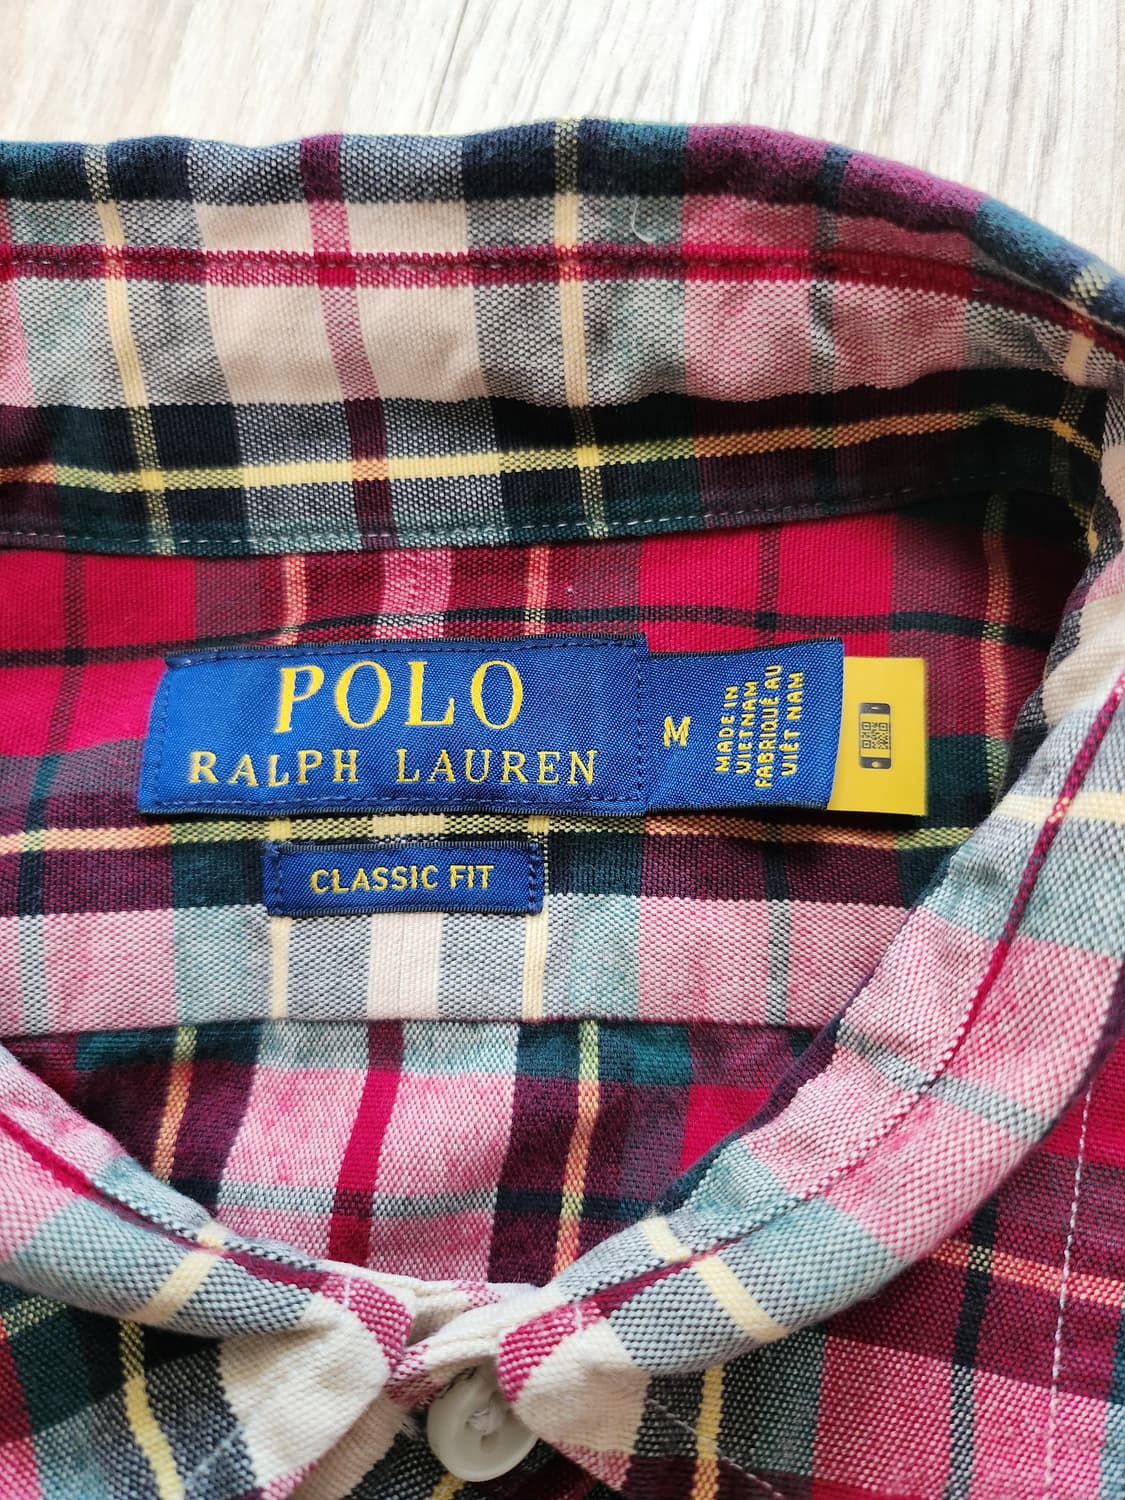 POLO
RALPH LAUREN
M
MADE IN
VIETNAM
FABRIQUÉ AU
VIÊT NAM
CLASSIC FIT